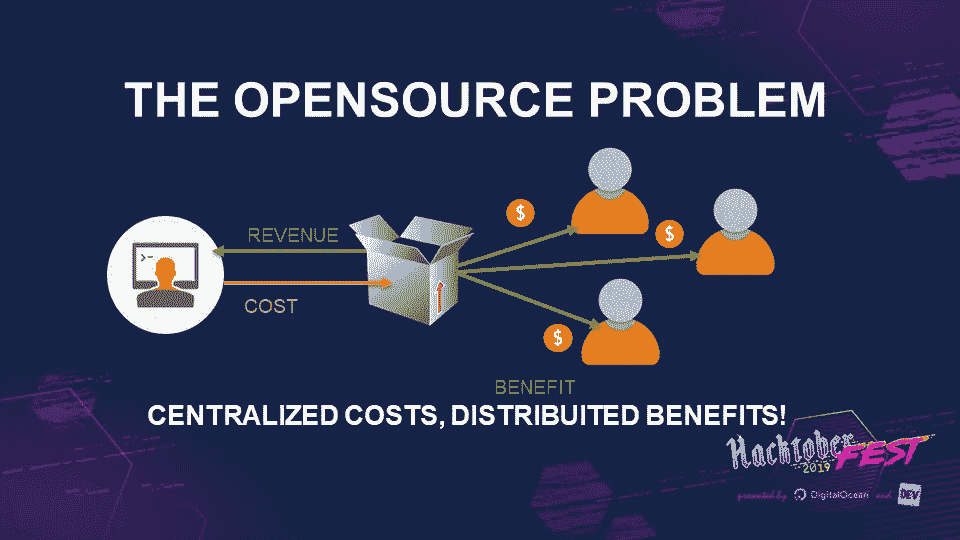 THE OPENSOURCE PROBLEM
$
$
REVENUE
>-
COST
$
BENEFIT
CENTRALIZED COSTS, DISTRIBUITED BENEFITS!
Hacktober
FEST
2019
presented by DigitalOcean and DEV